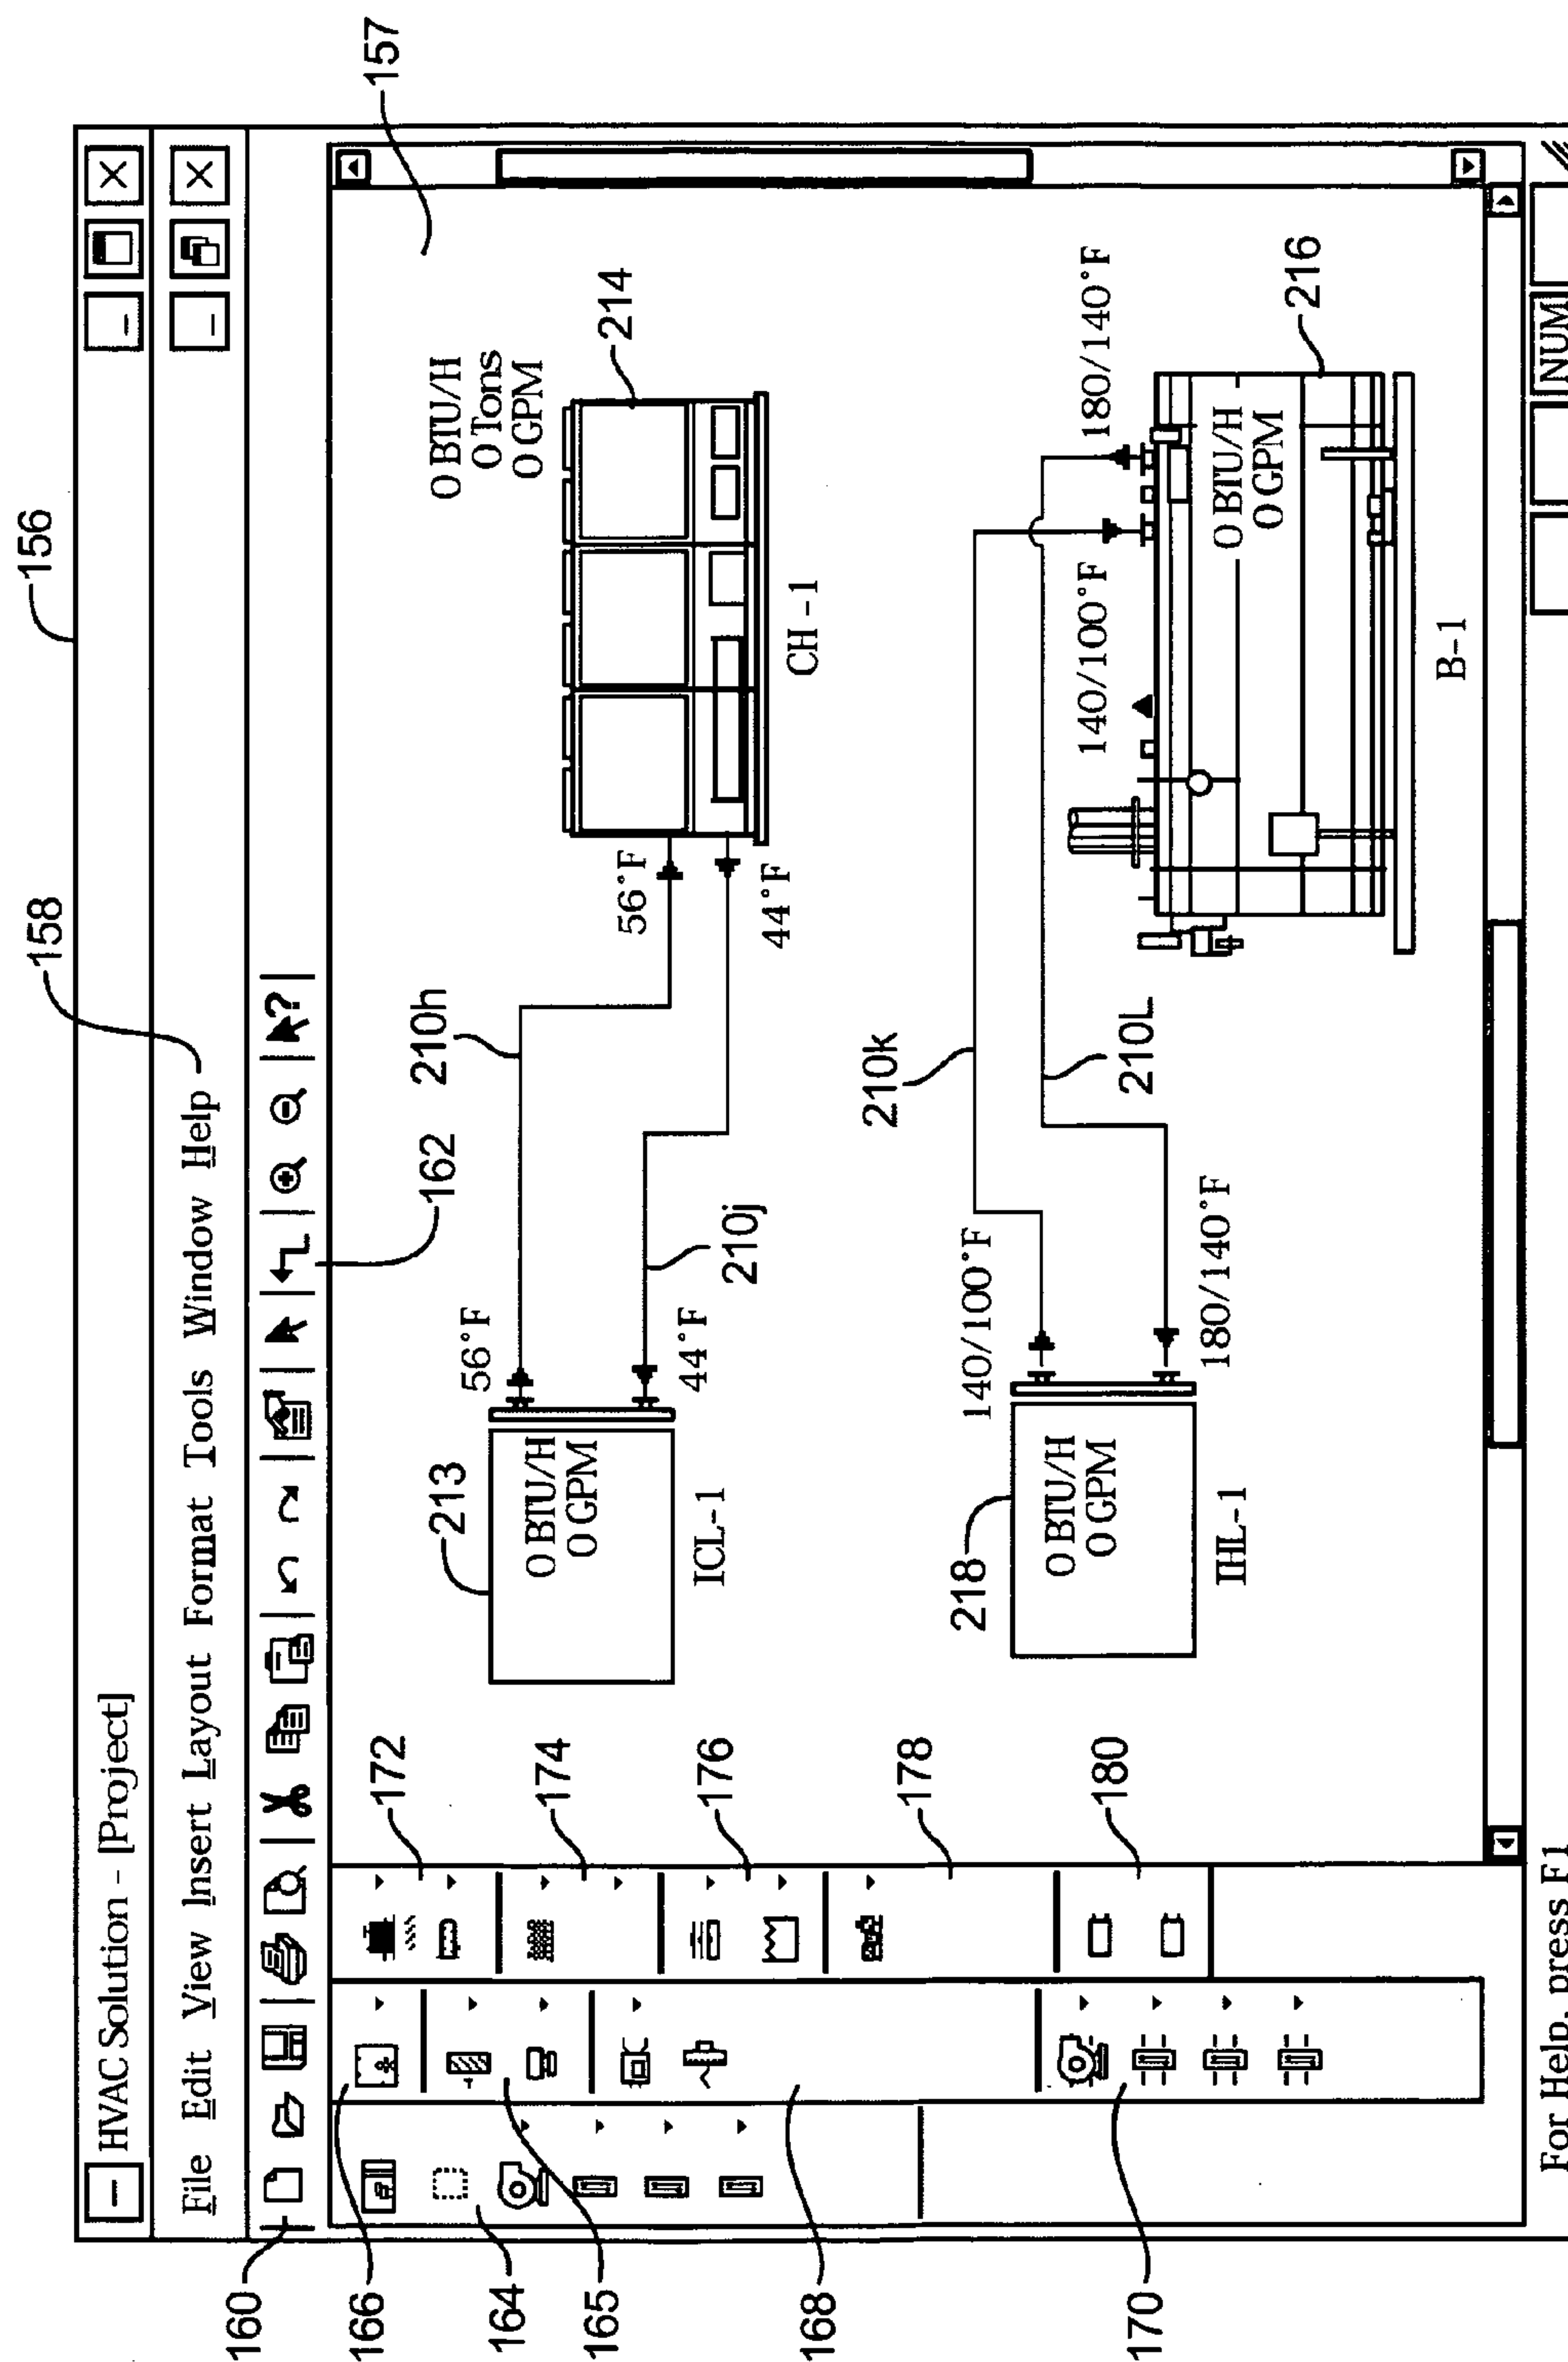 156
158
HVAC Solution - [Project]
File Edit View Insert Layout Format Tools Window Help
160
162
157
166
164
165
168
170
172
174
176
178
180
213
0 BTU/H
0 GPM
ICL-1
56°F
44°F
210h
210j
56°F
44°F
0 BTU/H
0 Tons
0 GPM
214
CH-1
218
0 BTU/H
0 GPM
IHL-1
140/100°F
180/140°F
210k
210L
140/100°F
180/140°F
0 BTU/H
0 GPM
216
B-1
For Help, press F1
NUM